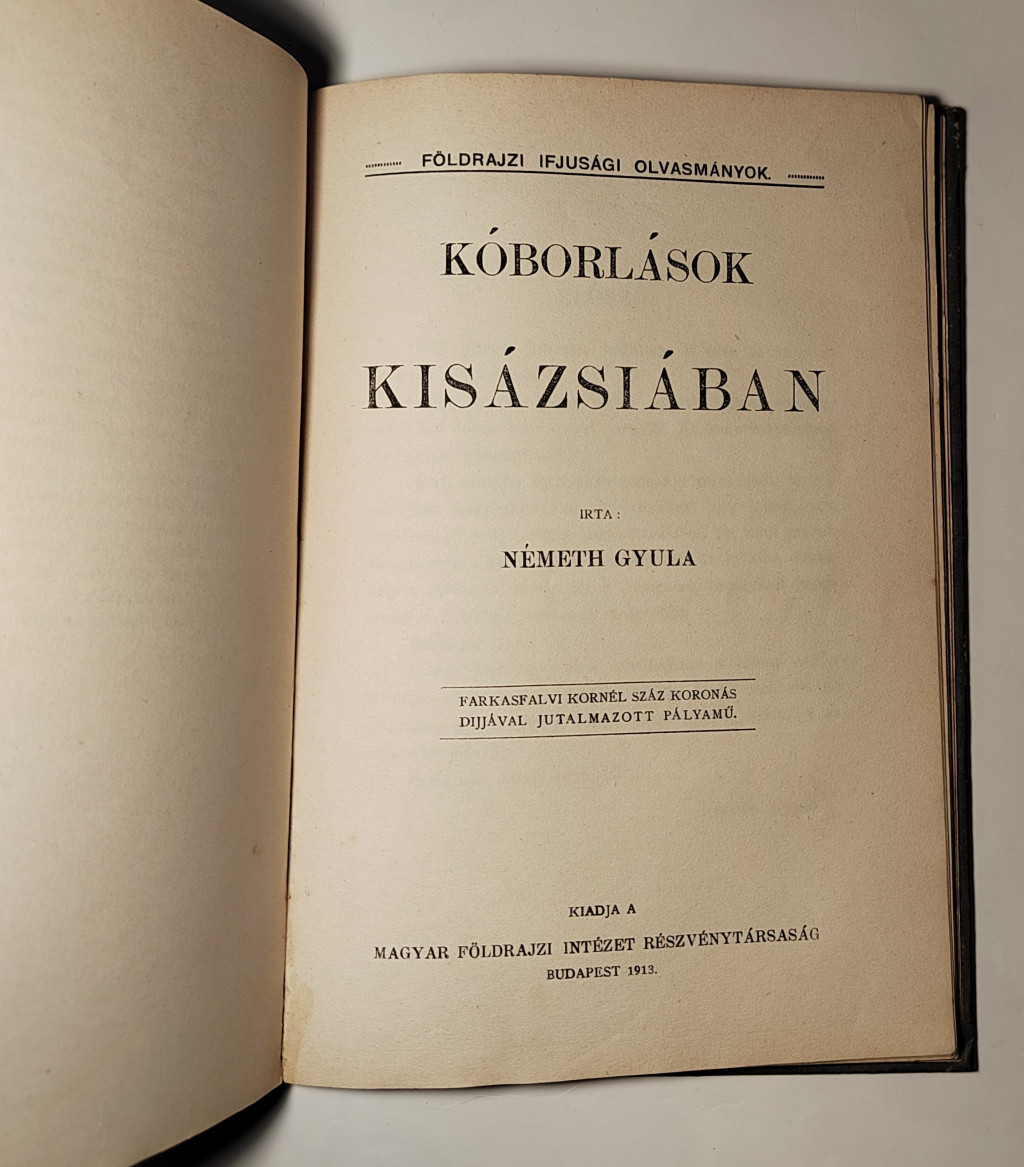 FÖLDRAJZI IFJUSÁGI OLVASMÁNYOK.
KÓBORLÁSOK
KISÁZSIÁBAN
IRTA :
NÉMETH GYULA
FARKASFALVI KORNÉL SZÁZ KORONÁS
DIJJÁVAL JUTALMAZOTT PÁLYAMŰ.
KIADJA A
MAGYAR FÖLDRAJZI INTÉZET RÉSZVÉNYTÁRSASÁG
BUDAPEST 1913.